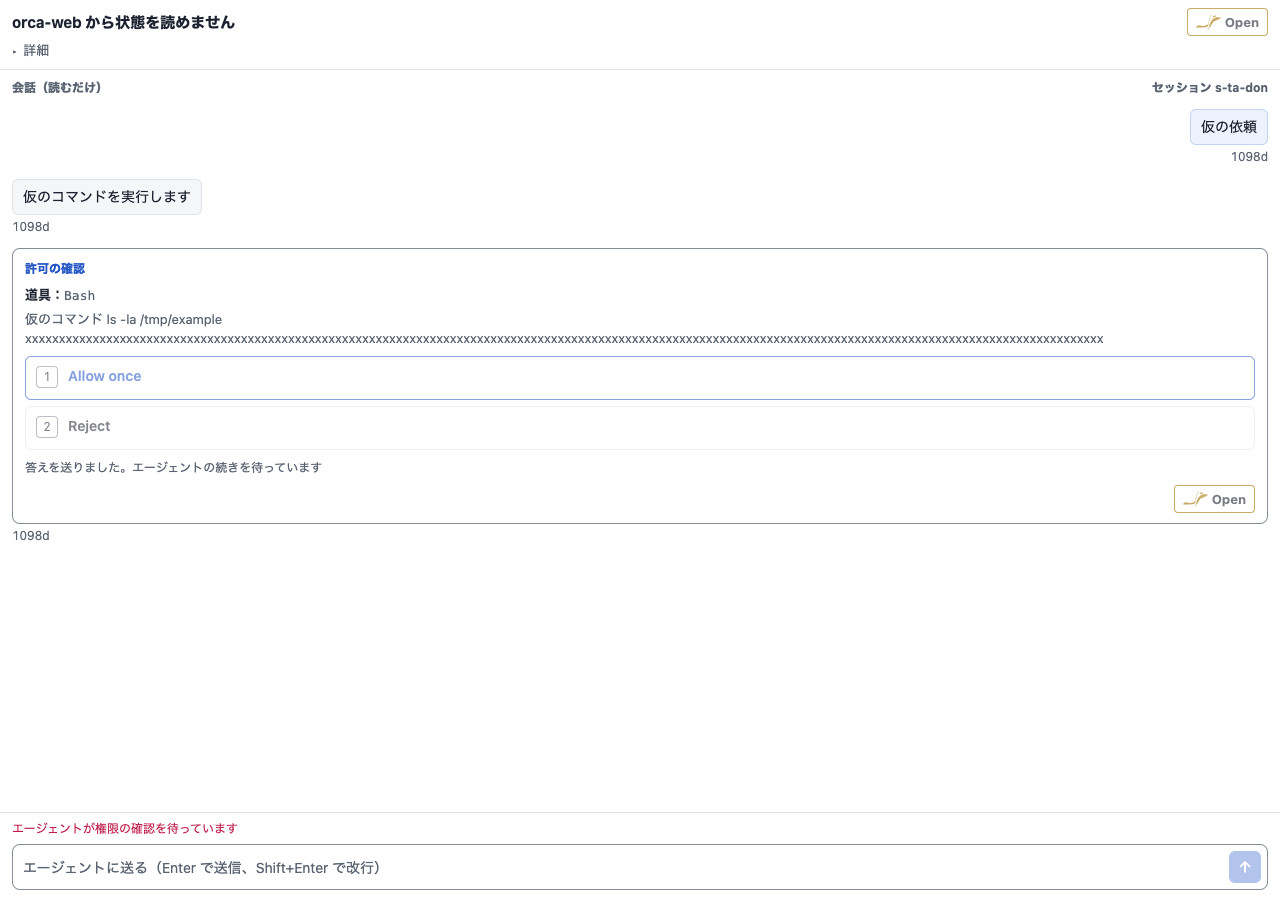 orca-web から状態を読めません
Open
詳細
会話（読むだけ）
セッション s-ta-don
仮の依頼
1098d
仮のコマンドを実行します
1098d
許可の確認
道具：Bash
仮のコマンド ls -la /tmp/example
xxxxxxxxxxxxxxxxxxxxxxxxxxxxxxxxxxxxxxxxxxxxxxxxxxxxxxxxxxxxxxxxxxxxxxxxxxxxxxxxxxxxxxxxxxxxxxxxxxxxxxxxxxxxxxxxxxxxxxxxxxxxxxxxxxxxxxxxxxxxxxxxxxxxxxxxxxxx
1 Allow once
2 Reject
答えを送りました。エージェントの続きを待っています
Open
1098d
エージェントが権限の確認を待っています
エージェントに送る（Enter で送信、Shift+Enter で改行）